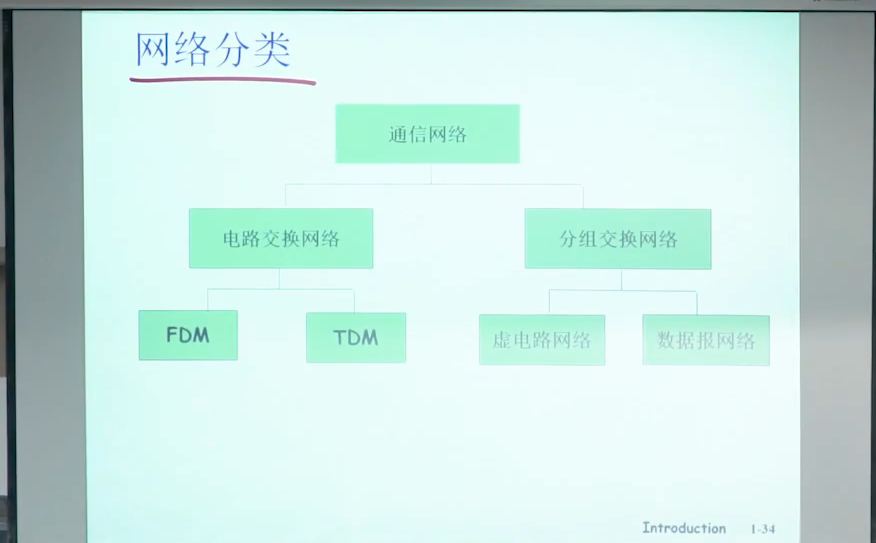 网络分类
通信网络
电路交换网络
分组交换网络
FDM
TDM
虚电路网络
数据报网络
Introduction 1-34